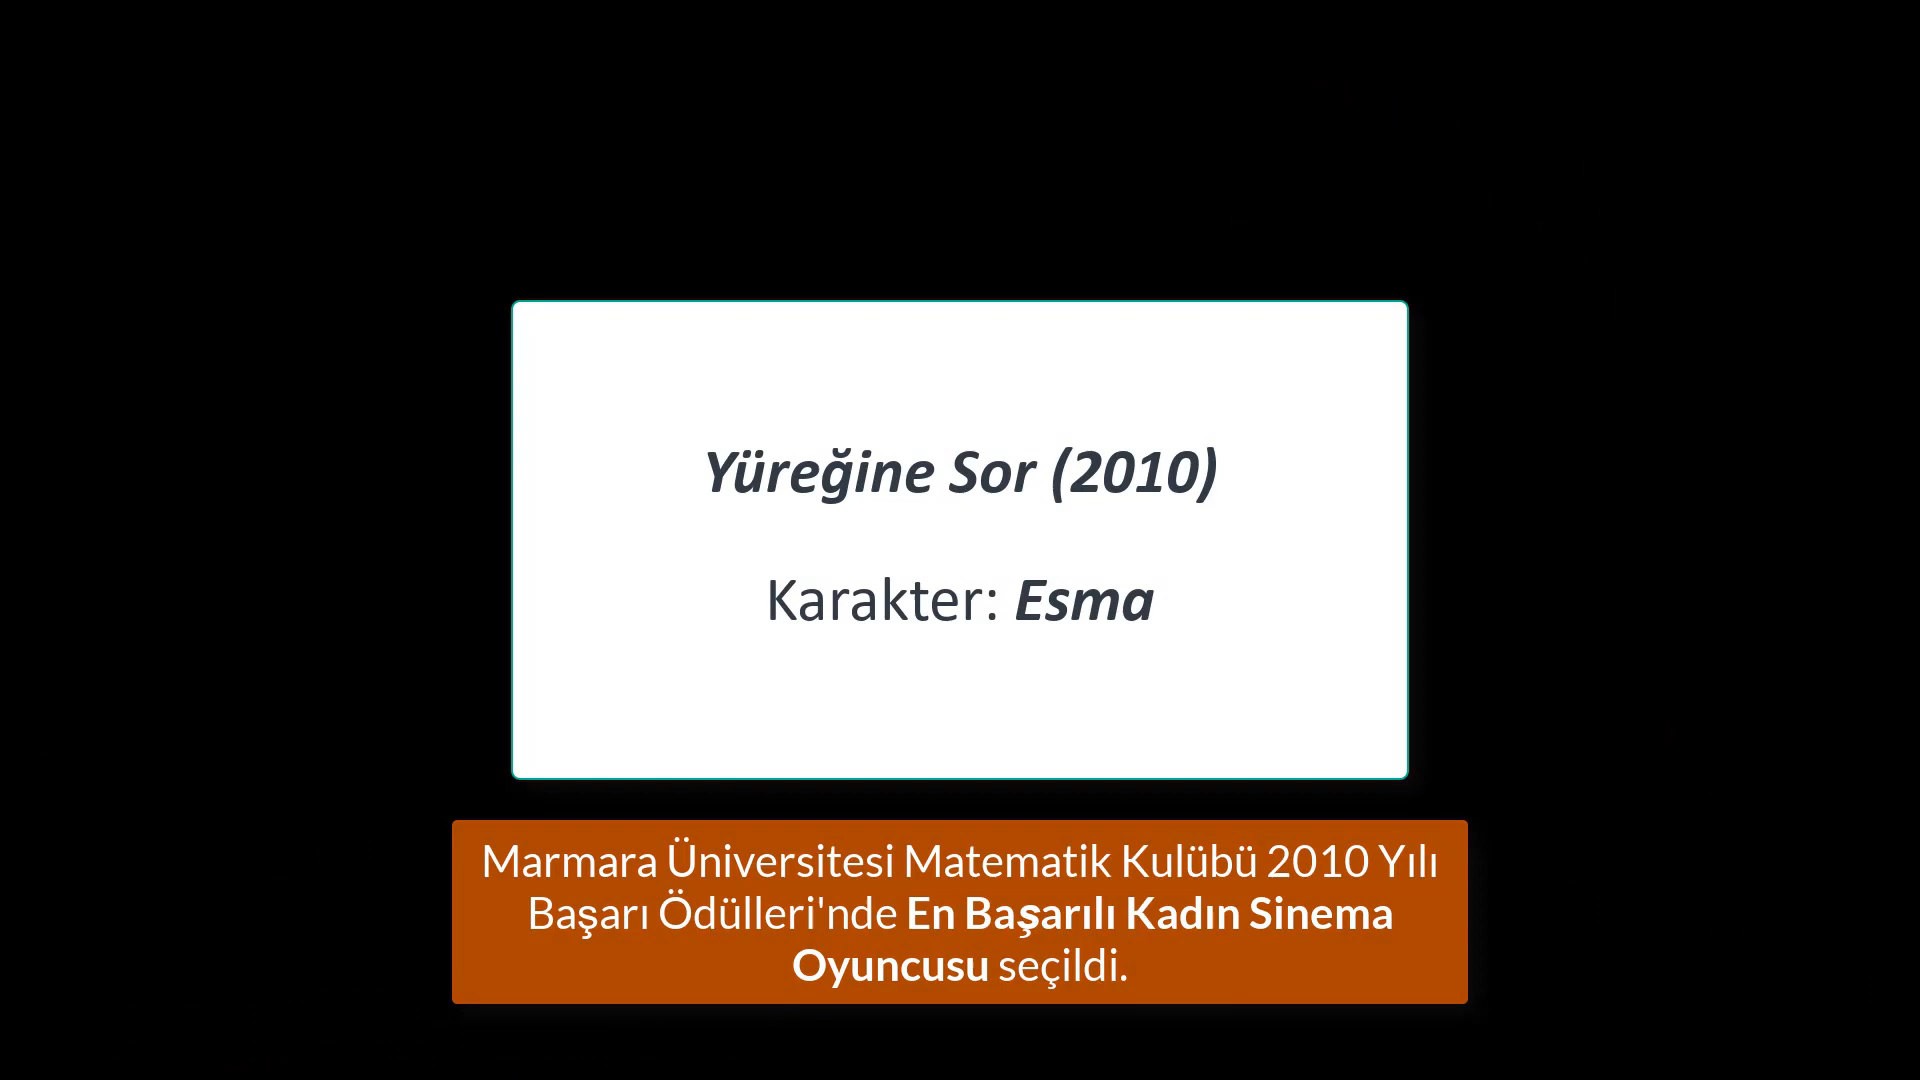 Yüreğine Sor (2010)
Karakter: Esma
Marmara Üniversitesi Matematik Kulübü 2010 Yılı
Başarı Ödülleri'nde En Başarılı Kadın Sinema
Oyuncusu seçildi.